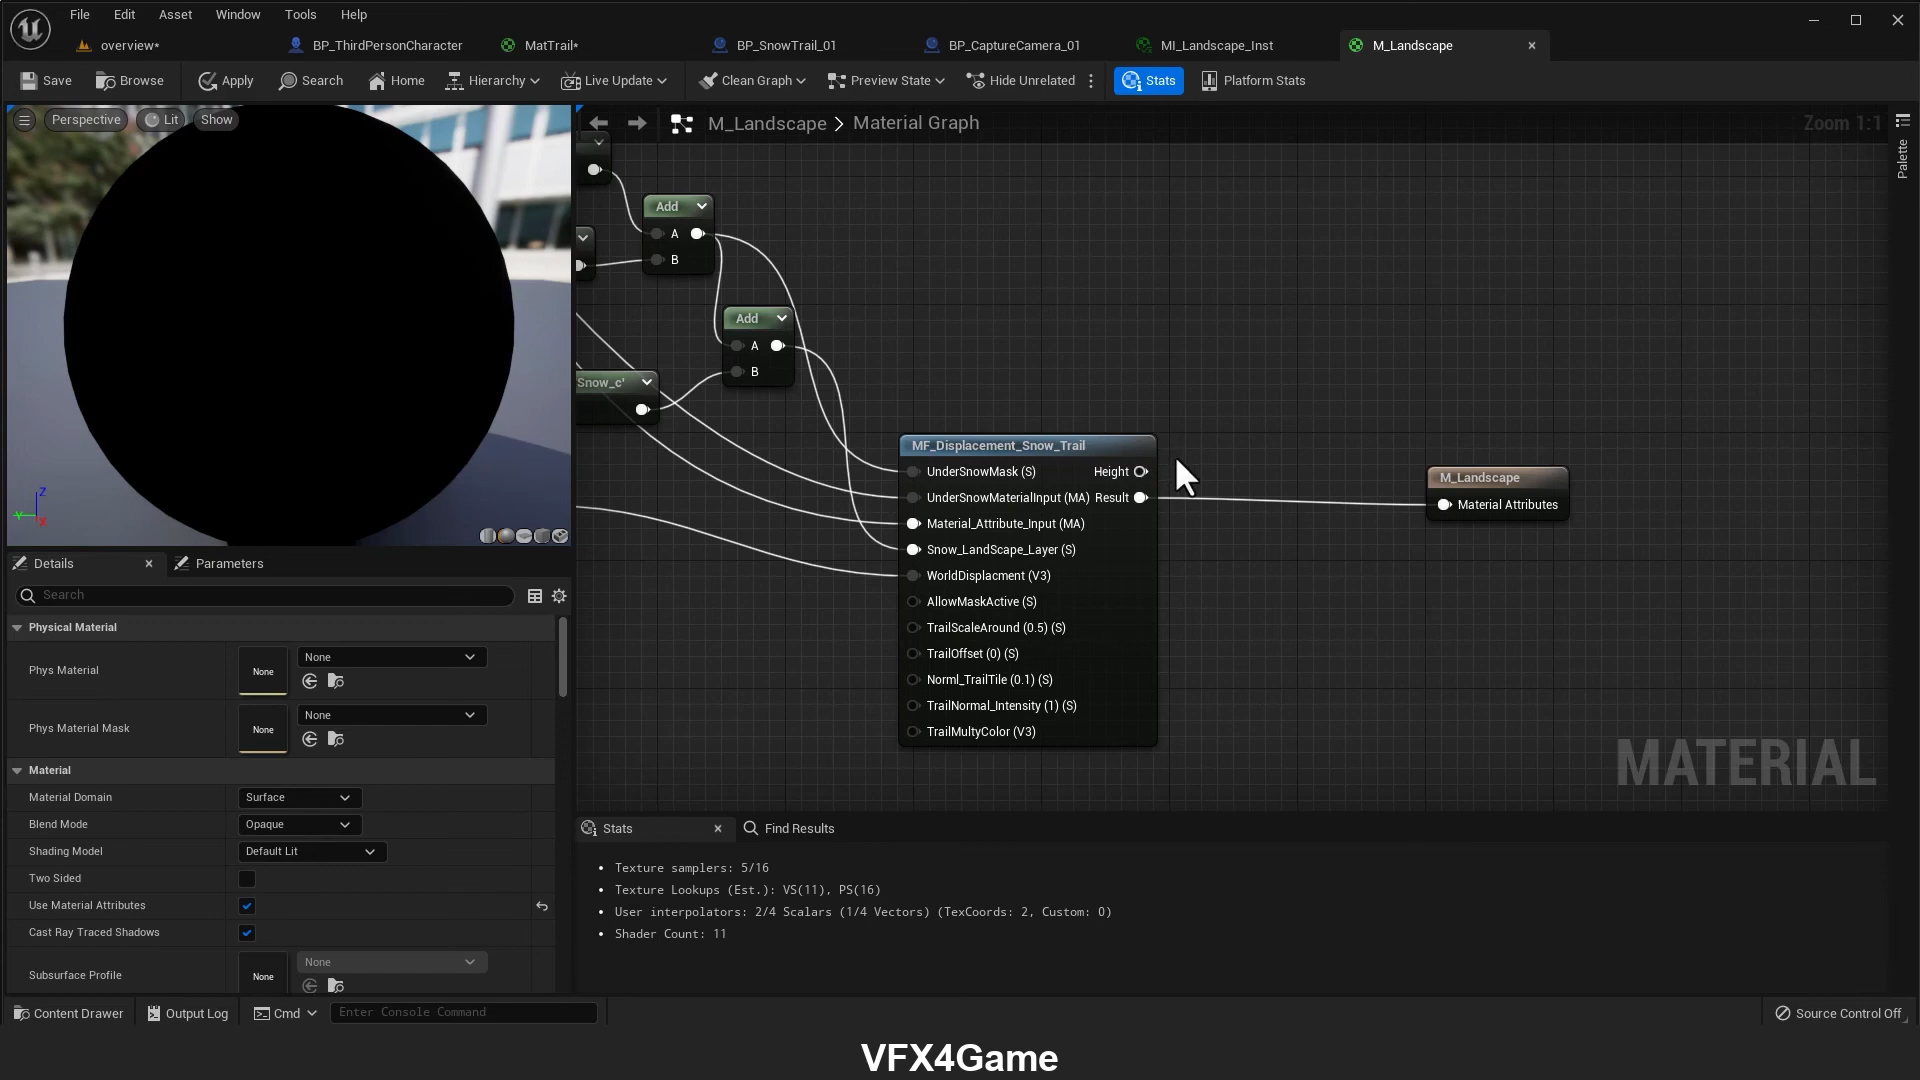 File Edit Asset Window Tools Help
overview* BP_ThirdPersonCharacter MatTrail* BP_SnowTrail_01 BP_CaptureCamera_01 MI_Landscape_Inst M_Landscape
Save Browse Apply Search Home Hierarchy Live Update Clean Graph Preview State Hide Unrelated Stats Platform Stats
Perspective Lit Show
M_Landscape > Material Graph
Zoom 1:1
Palette
Add
A
B
Add
A
B
Snow_c'
MF_Displacement_Snow_Trail
UnderSnowMask (S) Height
UnderSnowMaterialInput (MA) Result
Material_Attribute_Input (MA)
Snow_LandScape_Layer (S)
WorldDisplacment (V3)
AllowMaskActive (S)
TrailScaleAround (0.5) (S)
TrailOffset (0) (S)
Norml_TrailTile (0.1) (S)
TrailNormal_Intensity (1) (S)
TrailMultyColor (V3)
M_Landscape
Material Attributes
MATERIAL
Z
Y
X
Details Parameters
Search
Physical Material
Phys Material None None
Phys Material Mask None None
Material
Material Domain Surface
Blend Mode Opaque
Shading Model Default Lit
Two Sided
Use Material Attributes
Cast Ray Traced Shadows
Subsurface Profile None None
Stats Find Results
• Texture samplers: 5/16
• Texture Lookups (Est.): VS(11), PS(16)
• User interpolators: 2/4 Scalars (1/4 Vectors) (TexCoords: 2, Custom: 0)
• Shader Count: 11
Content Drawer Output Log Cmd Enter Console Command Source Control Off
VFX4Game